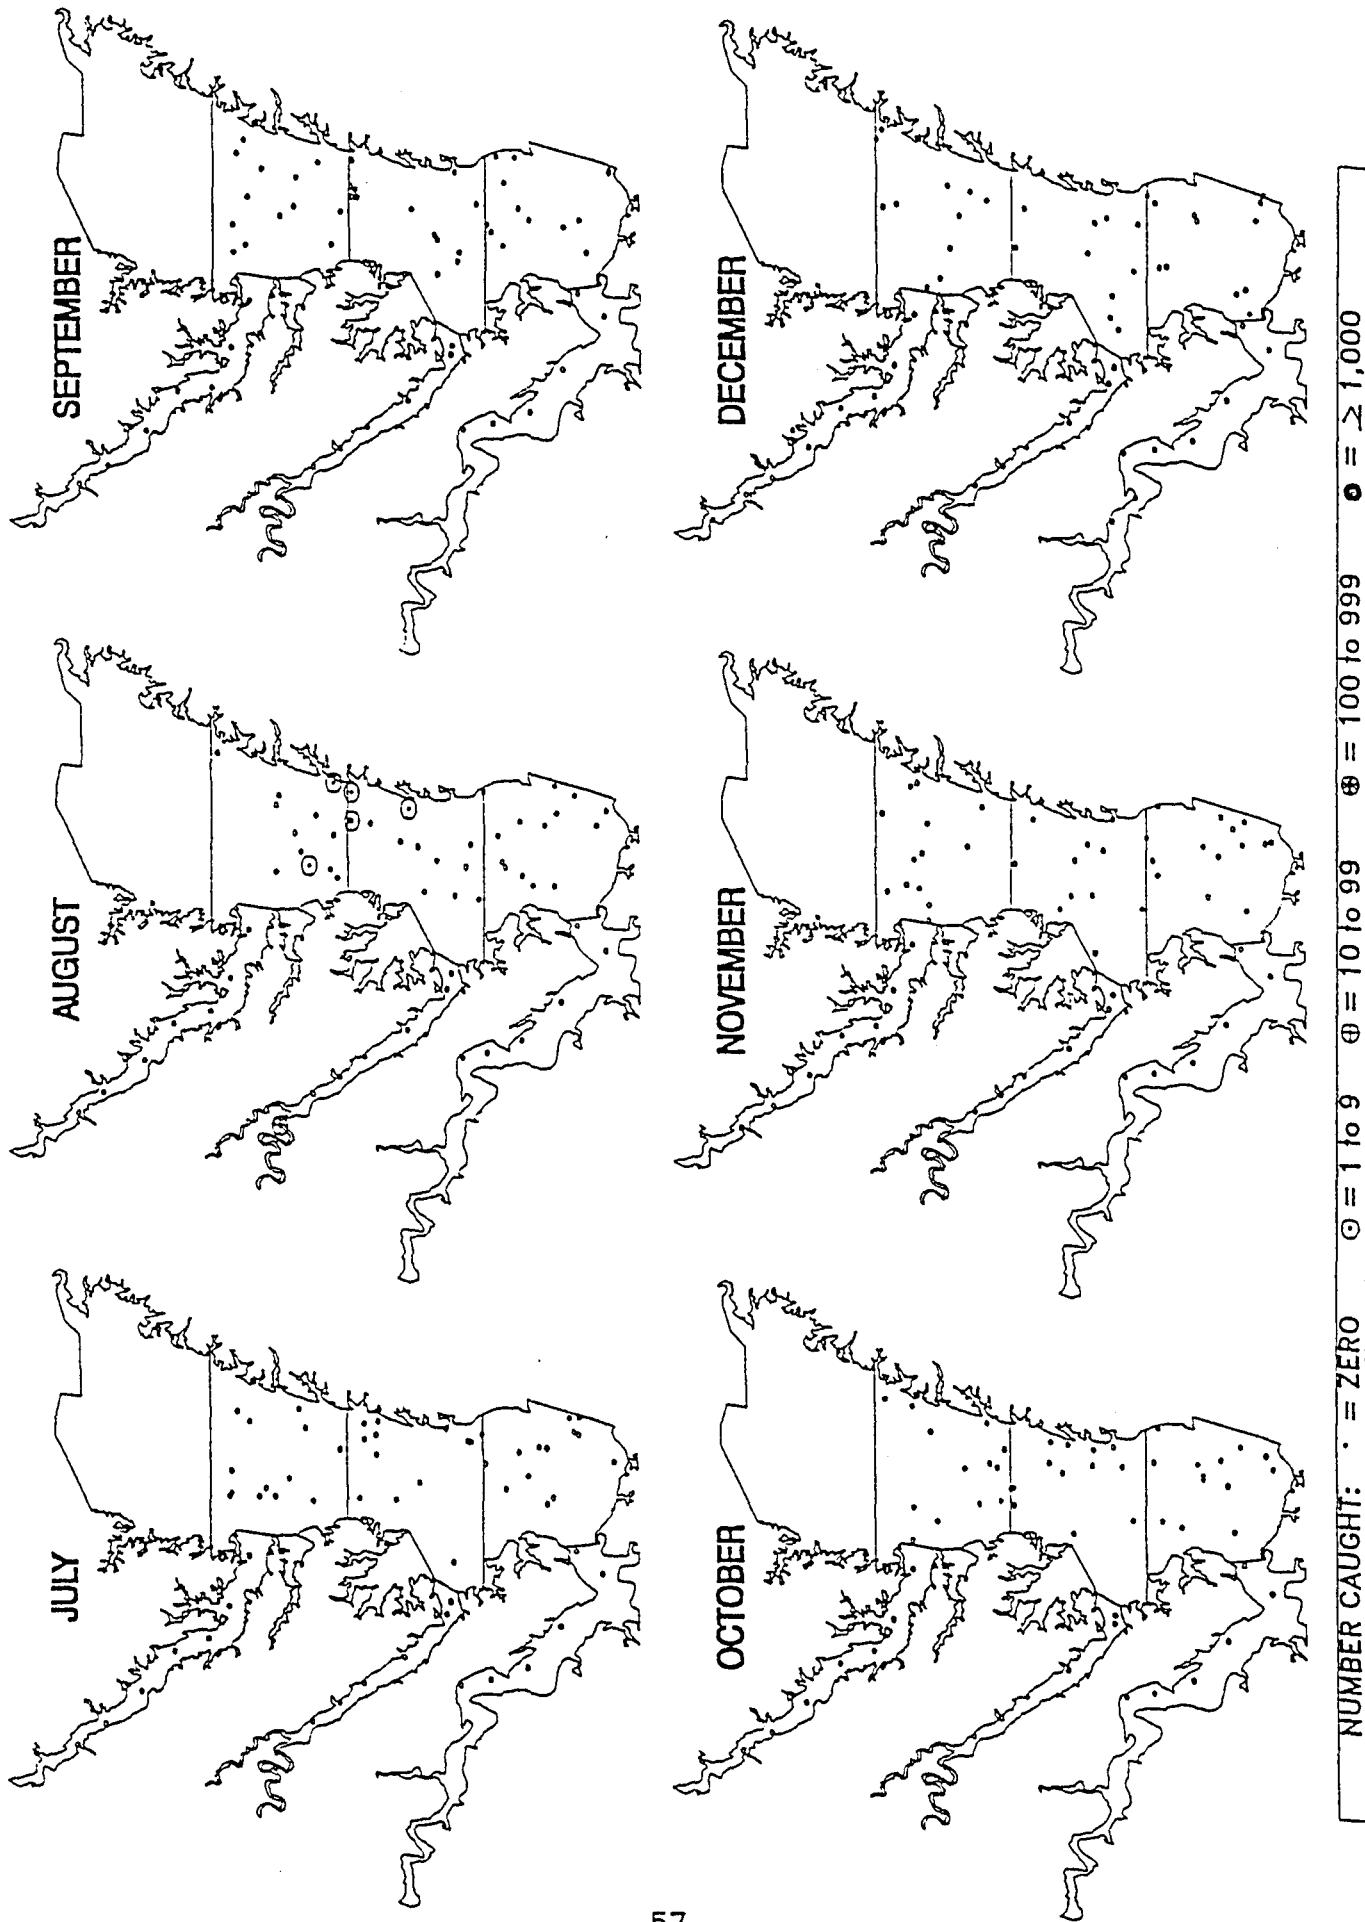 JULY
AUGUST
SEPTEMBER
OCTOBER
NOVEMBER
DECEMBER
NUMBER CAUGHT: · = ZERO ⊙ = 1 to 9 ⊕ = 10 to 99 ⊕ = 100 to 999 o = ≥ 1,000
57